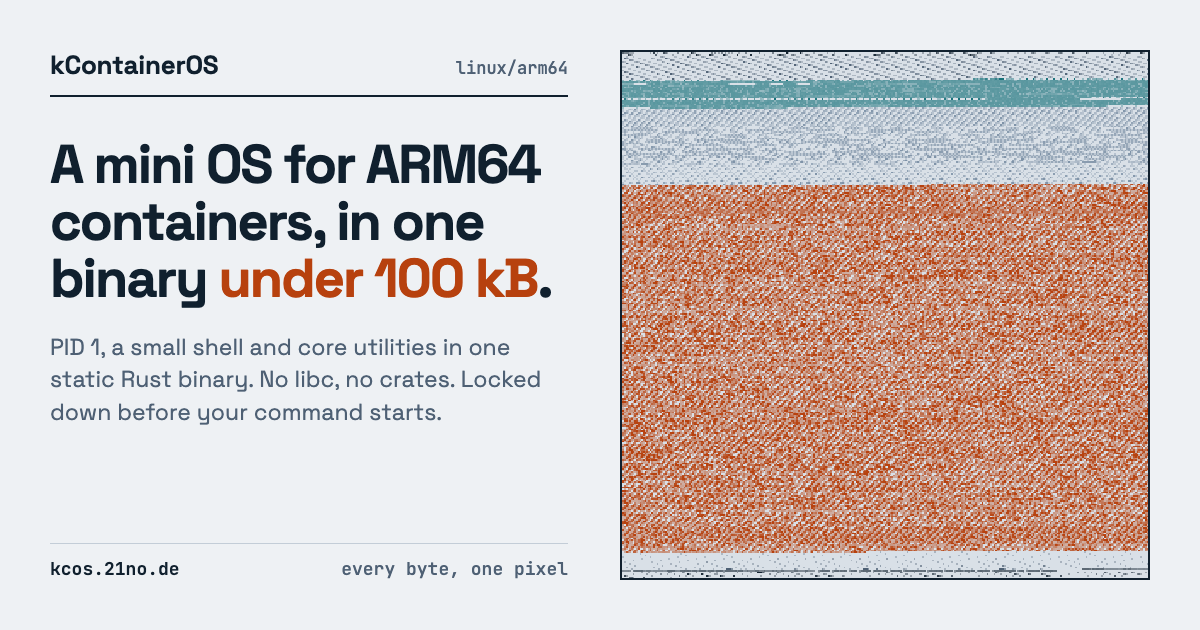 kContainerOS
linux/arm64
A mini OS for ARM64
containers, in one
binary under 100 kB.
PID 1, a small shell and core utilities in one
static Rust binary. No libc, no crates. Locked
down before your command starts.
kcos.21no.de
every byte, one pixel